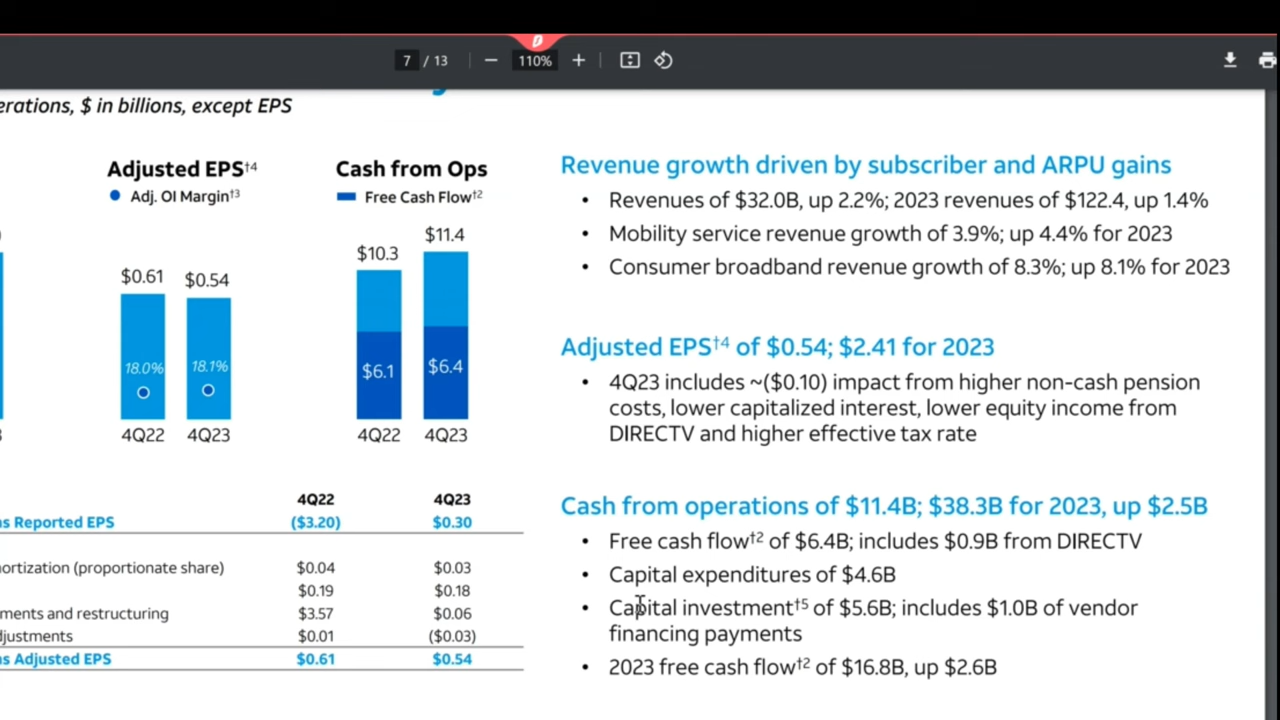 7 / 13
110%
erations, $ in billions, except EPS
Adjusted EPS†4
Adj. OI Margin†3
$0.61
$0.54
18.0%
18.1%
4Q22
4Q23
Cash from Ops
Free Cash Flow†2
$10.3
$11.4
$6.1
$6.4
4Q22
4Q23
4Q22 4Q23
s Reported EPS ($3.20) $0.30
ortization (proportionate share) $0.04 $0.03
$0.19 $0.18
ments and restructuring $3.57 $0.06
djustments $0.01 ($0.03)
s Adjusted EPS $0.61 $0.54
Revenue growth driven by subscriber and ARPU gains
• Revenues of $32.0B, up 2.2%; 2023 revenues of $122.4, up 1.4%
• Mobility service revenue growth of 3.9%; up 4.4% for 2023
• Consumer broadband revenue growth of 8.3%; up 8.1% for 2023
Adjusted EPS†4 of $0.54; $2.41 for 2023
• 4Q23 includes ~($0.10) impact from higher non-cash pension
costs, lower capitalized interest, lower equity income from
DIRECTV and higher effective tax rate
Cash from operations of $11.4B; $38.3B for 2023, up $2.5B
• Free cash flow†2 of $6.4B; includes $0.9B from DIRECTV
• Capital expenditures of $4.6B
• Capital investment†5 of $5.6B; includes $1.0B of vendor
financing payments
• 2023 free cash flow†2 of $16.8B, up $2.6B